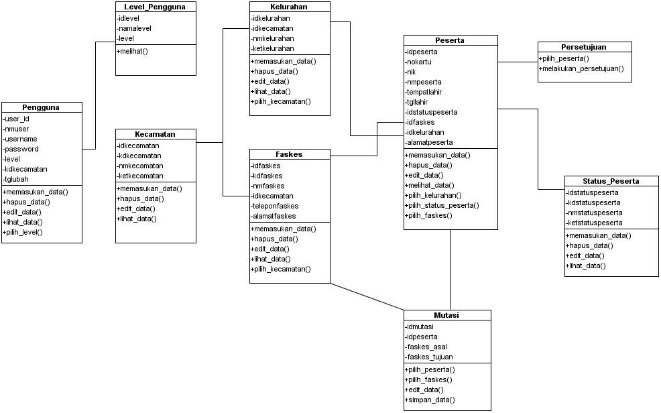 Level_Pengguna
-idlevel
-namalevel
-level
+melihat()
Kelurahan
-idkelurahan
-idkecamatan
-nmkelurahan
-ketkelurahan
+memasukan_data()
+hapus_data()
+edit_data()
+lihat_data()
+pilih_kecamatan()
Peserta
-idpeserta
-nokartu
-nik
-nmpeserta
-tempatlahir
-tgllahir
-idstatuspeserta
-idfaskes
-idkelurahan
-alamatpeserta
+memasukan_data()
+hapus_data()
+edit_data()
+melihat_data()
+pilih_kelurahan()
+pilih_status_peserta()
+pilih_faskes()
Persetujuan
+pilih_peserta()
+melakukan_persetujuan()
Pengguna
-user_id
-nmuser
-username
-password
-level
-kdkecamatan
-tglubah
+memasukan_data()
+hapus_data()
+edit_data()
+lihat_data()
+pilih_level()
Kecamatan
-idkecamatan
-kdkecamatan
-nmkecamatan
-ketkecamatan
+memasukan_data()
+hapus_data()
+edit_data()
+lihat_data()
Faskes
-idfaskes
-kdfaskes
-nmfaskes
-idkecamatan
-teleponfaskes
-alamatfaskes
+memasukan_data()
+hapus_data()
+edit_data()
+lihat_data()
+pilih_kecamatan()
Status_Peserta
-idstatuspeserta
-kdstatuspeserta
-nmstatuspeserta
-ketstatuspeserta
+memasukan_data()
+hapus_data()
+edit_data()
+lihat_data()
Mutasi
-idmutasi
-idpeserta
-faskes_asal
-faskes_tujuan
+pilih_peserta()
+pilih_faskes()
+edit_data()
+simpan_data()